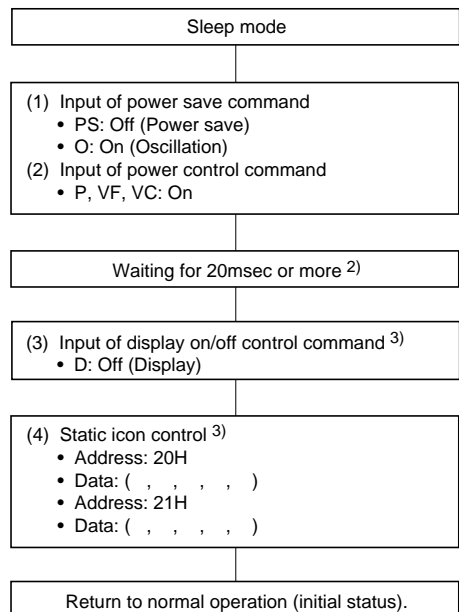 Sleep mode
(1) Input of power save command
• PS: Off (Power save)
• O: On (Oscillation)
(2) Input of power control command
• P, VF, VC: On
Waiting for 20msec or more 2)
(3) Input of display on/off control command 3)
• D: Off (Display)
(4) Static icon control 3)
• Address: 20H
• Data: ( , , , , )
• Address: 21H
• Data: ( , , , , )
Return to normal operation (initial status).